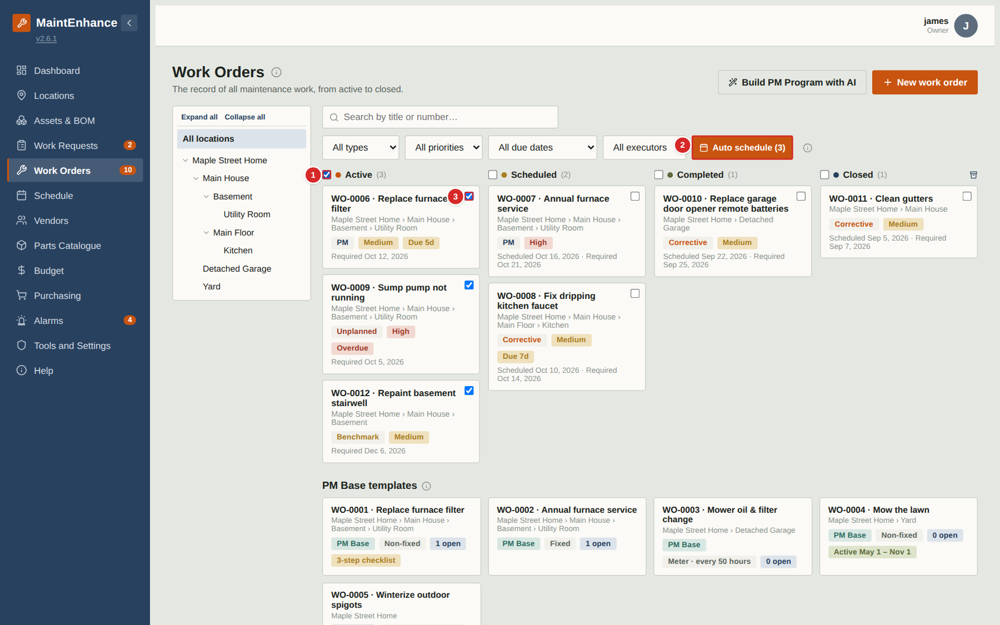 MaintEnhance
v2.6.1
Dashboard
Locations
Assets & BOM
Work Requests 2
Work Orders 10
Schedule
Vendors
Parts Catalogue
Budget
Purchasing
Alarms 4
Tools and Settings
Help
james
Owner
J
Work Orders
The record of all maintenance work, from active to closed.
Build PM Program with AI
New work order
Expand all Collapse all
All locations
Maple Street Home
Main House
Basement
Utility Room
Main Floor
Kitchen
Detached Garage
Yard
Search by title or number…
All types
All priorities
All due dates
All executors
2
Auto schedule (3)
1
Active (3)
3
WO-0006 · Replace furnace
filter
Maple Street Home › Main House ›
Basement › Utility Room
PM Medium Due 5d
Required Oct 12, 2026
WO-0009 · Sump pump not
running
Maple Street Home › Main House ›
Basement › Utility Room
Unplanned High
Overdue
Required Oct 5, 2026
WO-0012 · Repaint basement
stairwell
Maple Street Home › Main House ›
Basement
Benchmark Medium
Required Dec 6, 2026
Scheduled (2)
WO-0007 · Annual furnace
service
Maple Street Home › Main House ›
Basement › Utility Room
PM High
Scheduled Oct 16, 2026 · Required
Oct 21, 2026
WO-0008 · Fix dripping
kitchen faucet
Maple Street Home › Main House ›
Main Floor › Kitchen
Corrective Medium
Due 7d
Scheduled Oct 10, 2026 · Required
Oct 14, 2026
Completed (1)
WO-0010 · Replace garage
door opener remote batteries
Maple Street Home › Detached
Garage
Corrective Medium
Scheduled Sep 22, 2026 · Required
Sep 25, 2026
Closed (1)
WO-0011 · Clean gutters
Maple Street Home › Main House
Corrective Medium
Scheduled Sep 5, 2026 · Required
Sep 7, 2026
PM Base templates
WO-0001 · Replace furnace filter
Maple Street Home › Main House ›
Basement › Utility Room
PM Base Non-fixed 1 open
3-step checklist
WO-0002 · Annual furnace service
Maple Street Home › Main House ›
Basement › Utility Room
PM Base Fixed 1 open
WO-0003 · Mower oil & filter
change
Maple Street Home › Detached Garage
PM Base
Meter · every 50 hours 0 open
WO-0004 · Mow the lawn
Maple Street Home › Yard
PM Base Non-fixed 0 open
Active May 1 – Nov 1
WO-0005 · Winterize outdoor
spigots
Maple Street Home